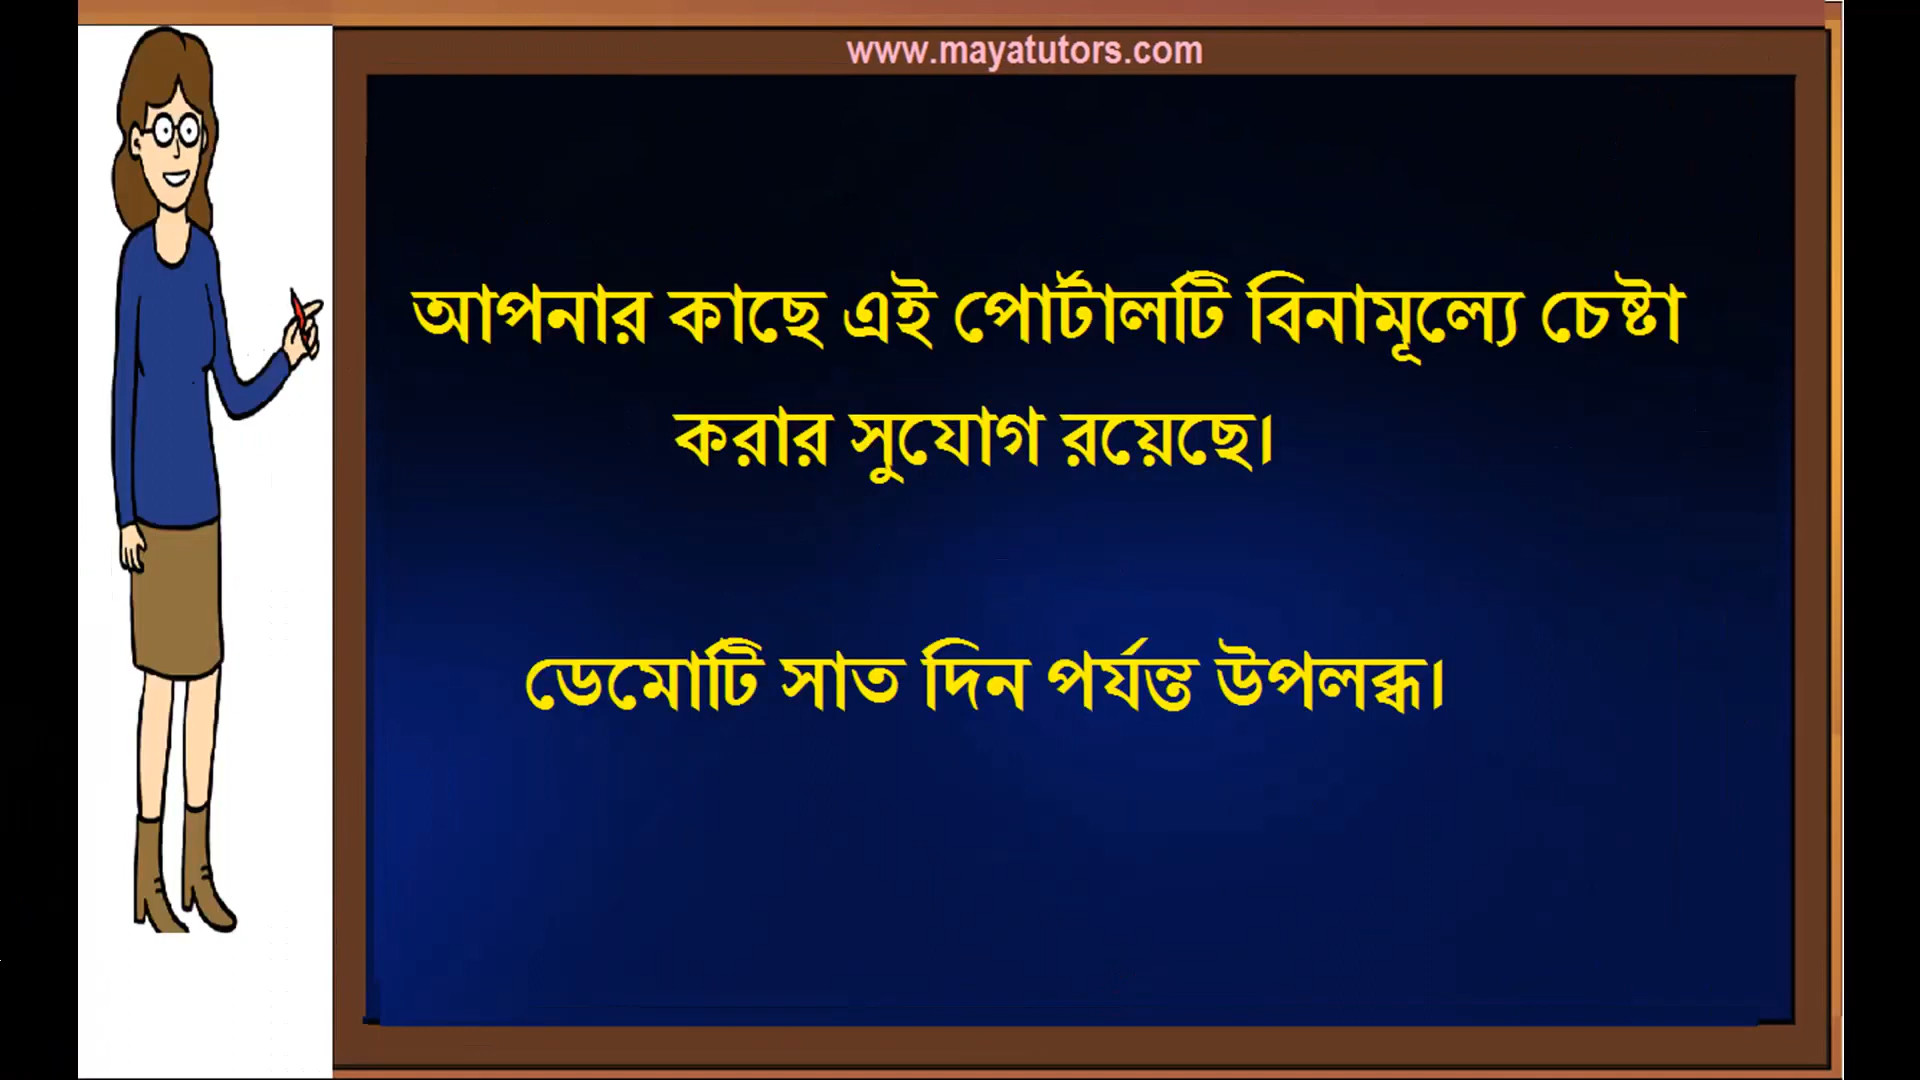 www.mayatutors.com
আপনার কাছে এই পোর্টালটি বিনামূল্যে চেষ্টা
করার সুযোগ রয়েছে।
ডেমোটি সাত দিন পর্যন্ত উপলব্ধ।